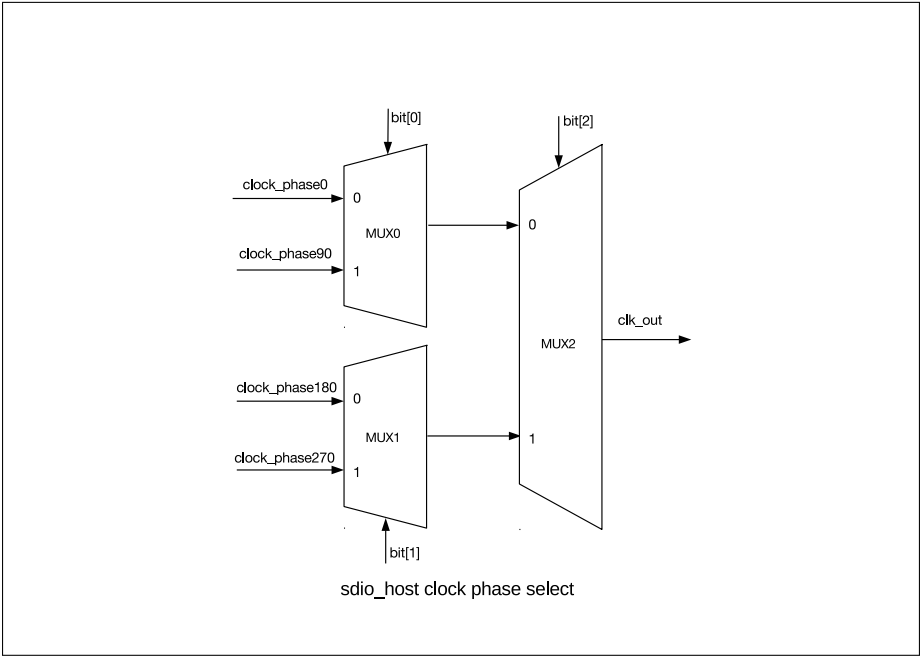 bit[0]
bit[2]
clock_phase0
0
MUX0
clock_phase90
1
0
clk_out
MUX2
clock_phase180
0
MUX1
clock_phase270
1
1
bit[1]
sdio_host clock phase select